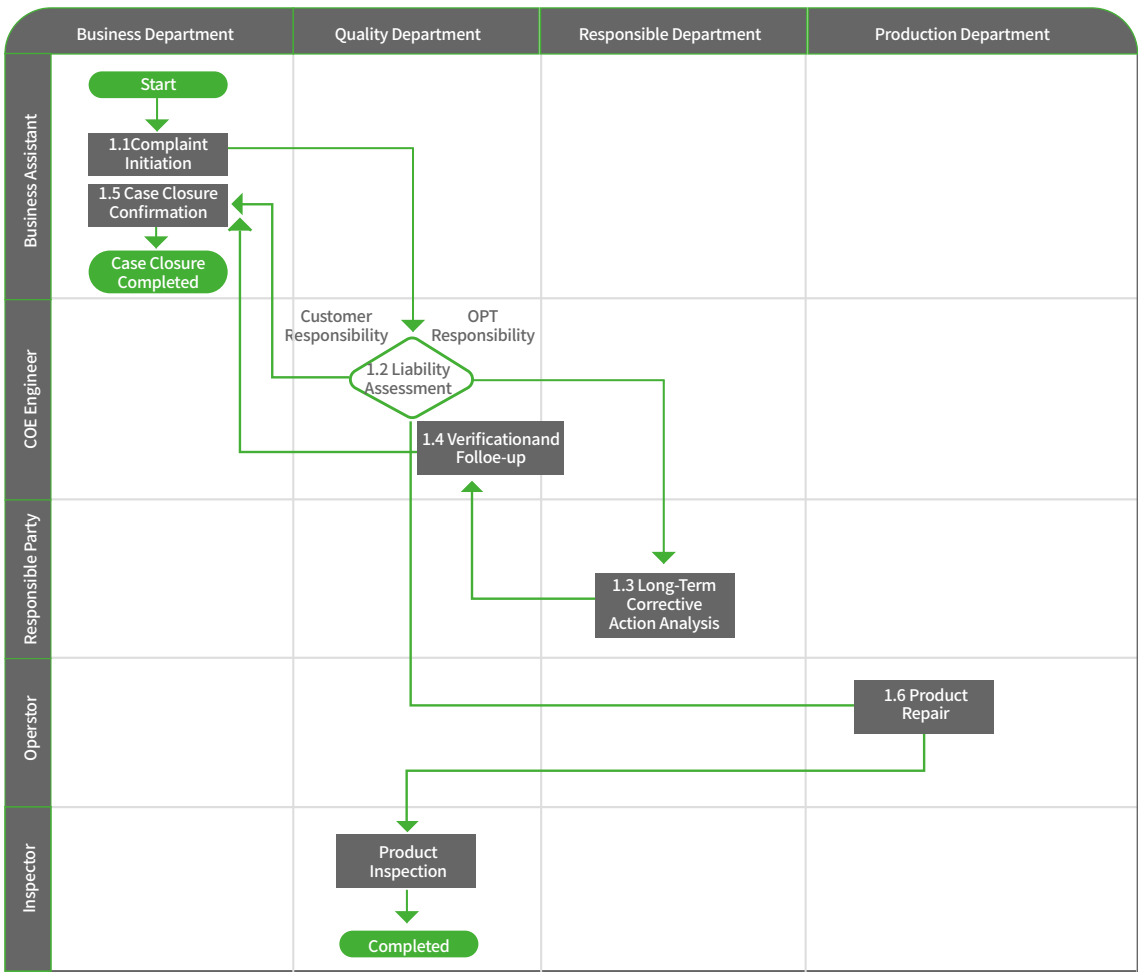 Business Department
Quality Department
Responsible Department
Production Department
Business Assistant
Start
1.1Complaint
Initiation
1.5 Case Closure
Confirmation
Case Closure
Completed
COE Engineer
Customer
Responsibility
OPT
Responsibility
1.2 Liability
Assessment
1.4 Verificationand
Folloe-up
Responsible Party
1.3 Long-Term
Corrective
Action Analysis
Operstor
1.6 Product
Repair
Inspector
Product
Inspection
Completed